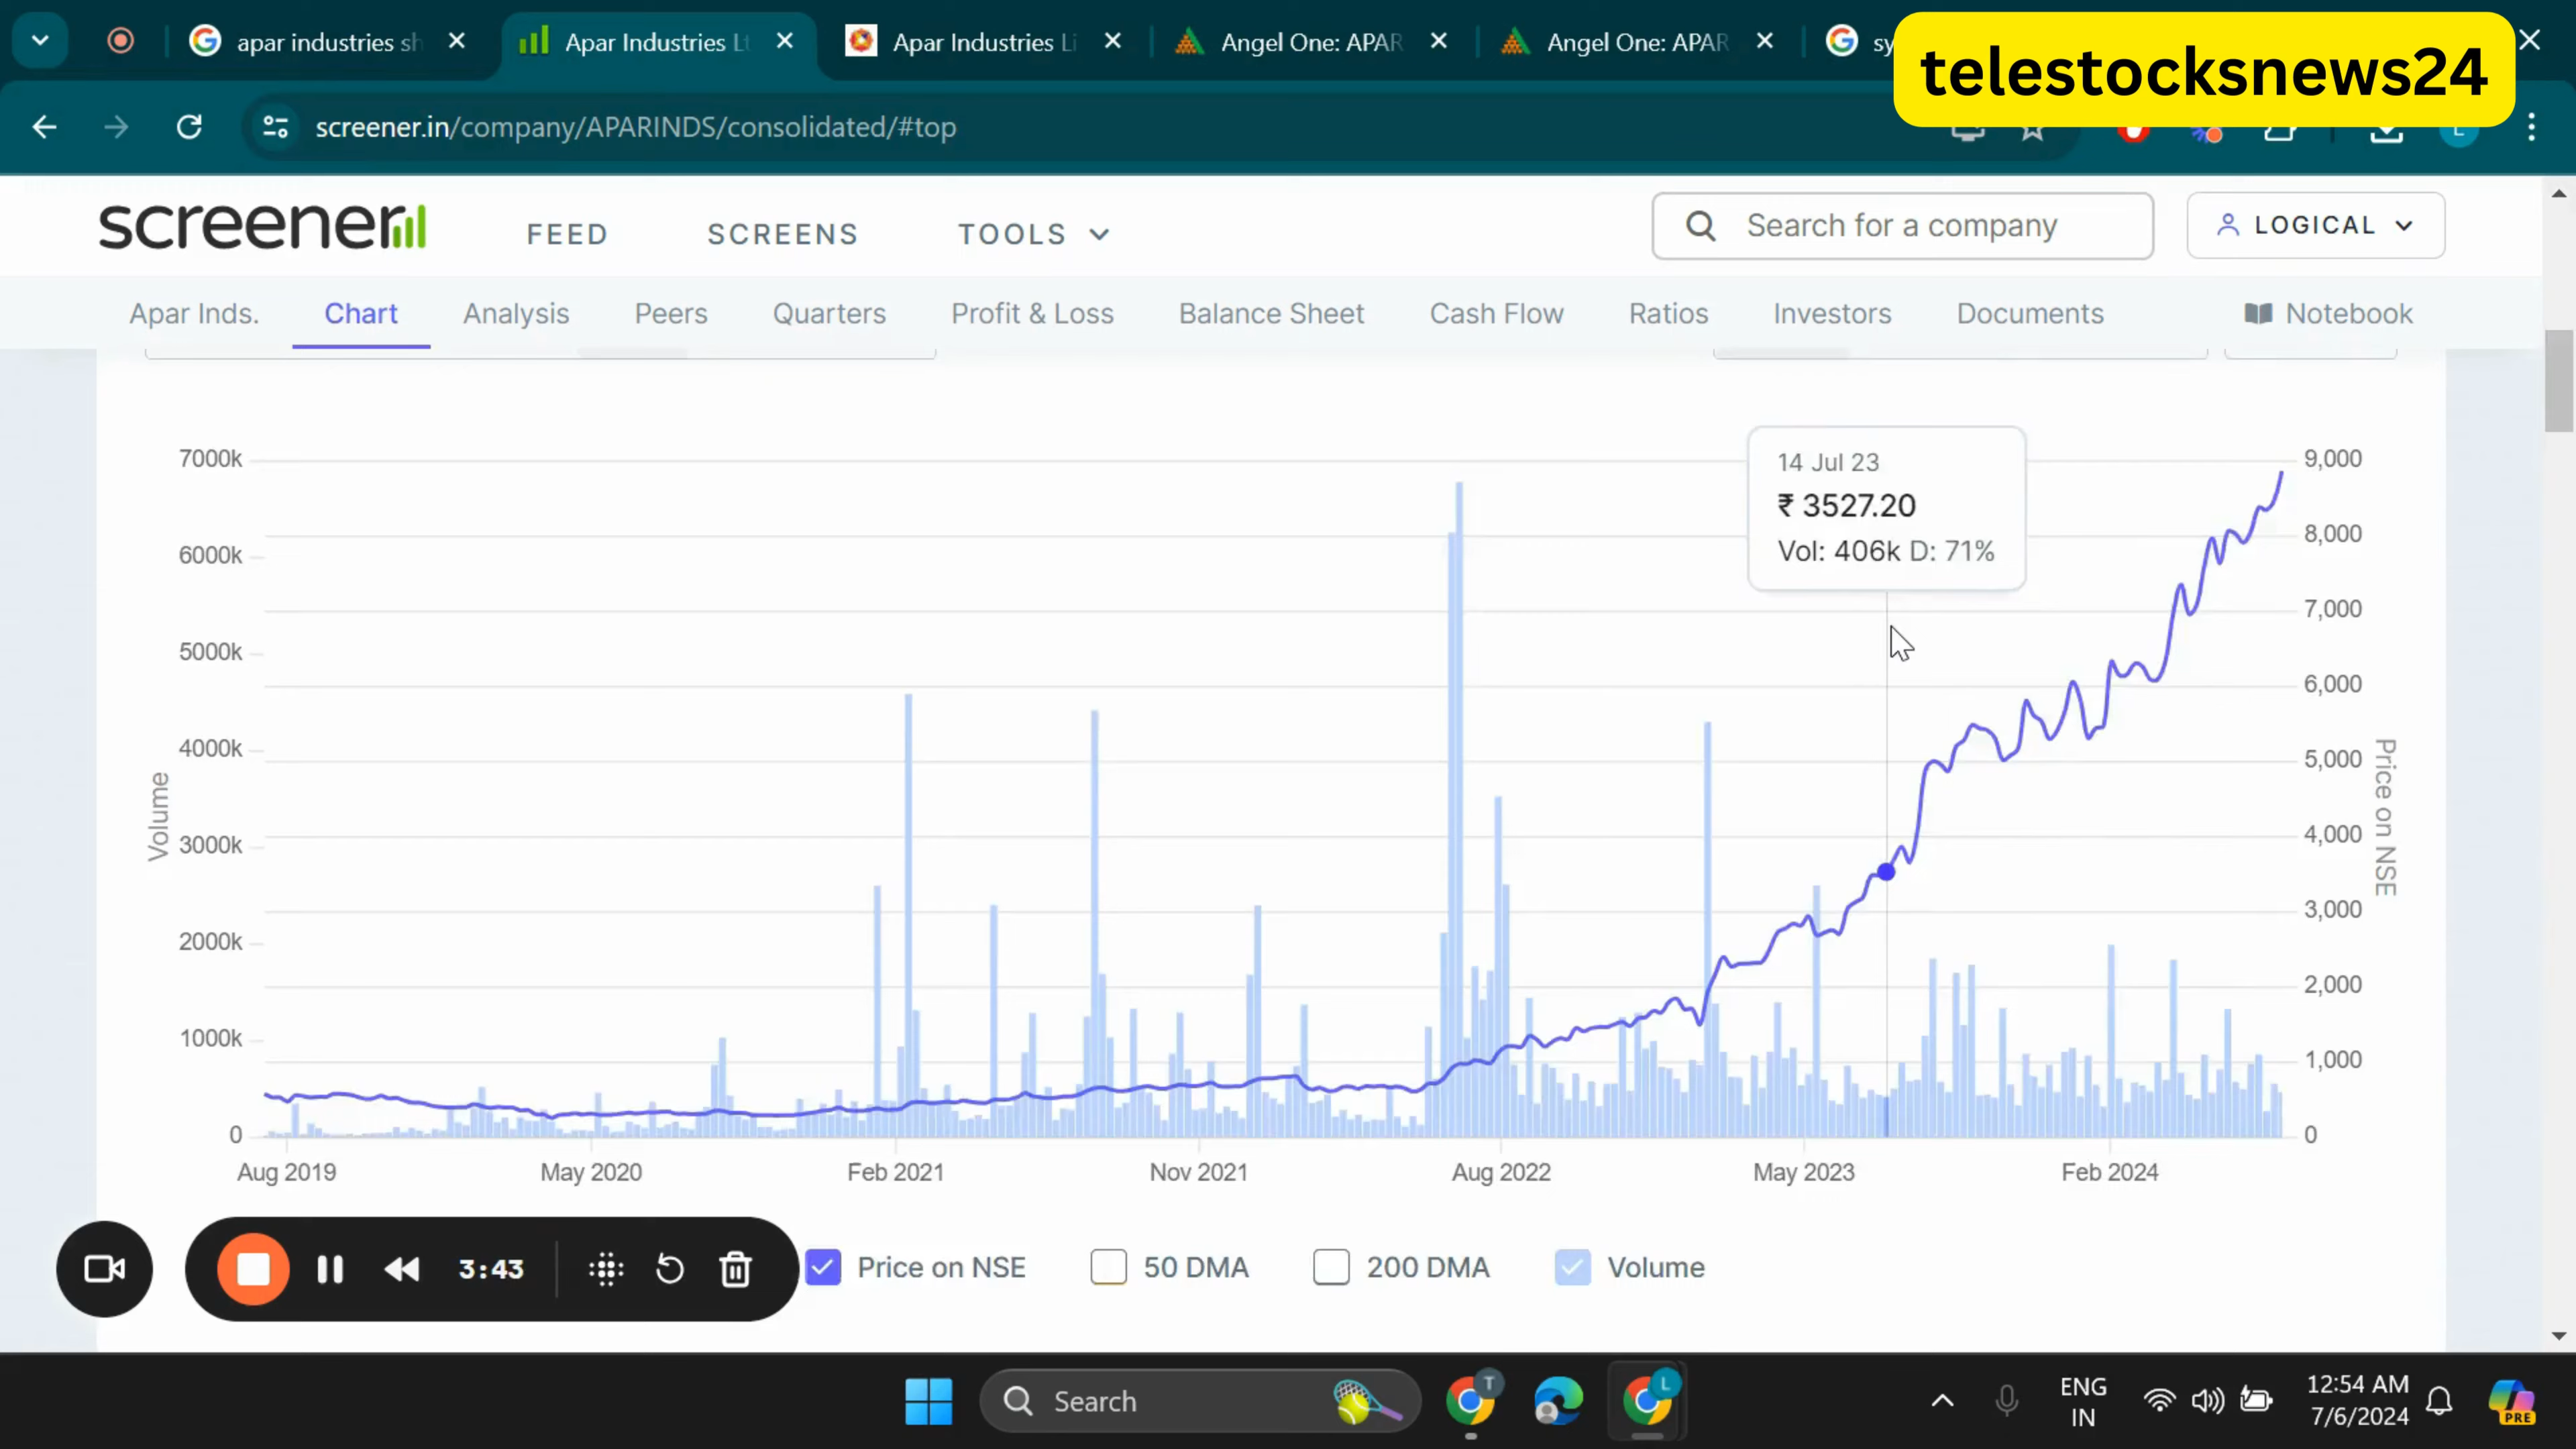 apar industries sh
Apar Industries Lt
Apar Industries Li
Angel One: APAR
Angel One: APAR
sy
telestocksnews24
screener.in/company/APARINDS/consolidated/#top
L
screener
FEED
SCREENS
TOOLS
Search for a company
LOGICAL
Apar Inds.
Chart
Analysis
Peers
Quarters
Profit & Loss
Balance Sheet
Cash Flow
Ratios
Investors
Documents
Notebook
7000k
6000k
5000k
4000k
3000k
2000k
1000k
0
Volume
14 Jul 23
₹ 3527.20
Vol: 406k D: 71%
9,000
8,000
7,000
6,000
5,000
4,000
3,000
2,000
1,000
0
Price on NSE
Aug 2019
May 2020
Feb 2021
Nov 2021
Aug 2022
May 2023
Feb 2024
3:43
Price on NSE
50 DMA
200 DMA
Volume
Search
T
L
ENG
IN
12:54 AM
7/6/2024
PRE